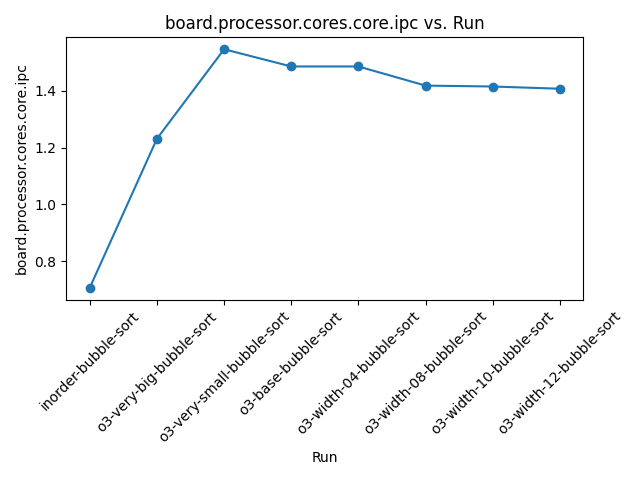 board.processor.cores.core.ipc vs. Run
board.processor.cores.core.ipc
1.4
1.2
1.0
0.8
inorder-bubble-sort
o3-very-big-bubble-sort
o3-very-small-bubble-sort
o3-base-bubble-sort
o3-width-04-bubble-sort
o3-width-08-bubble-sort
o3-width-10-bubble-sort
o3-width-12-bubble-sort
Run